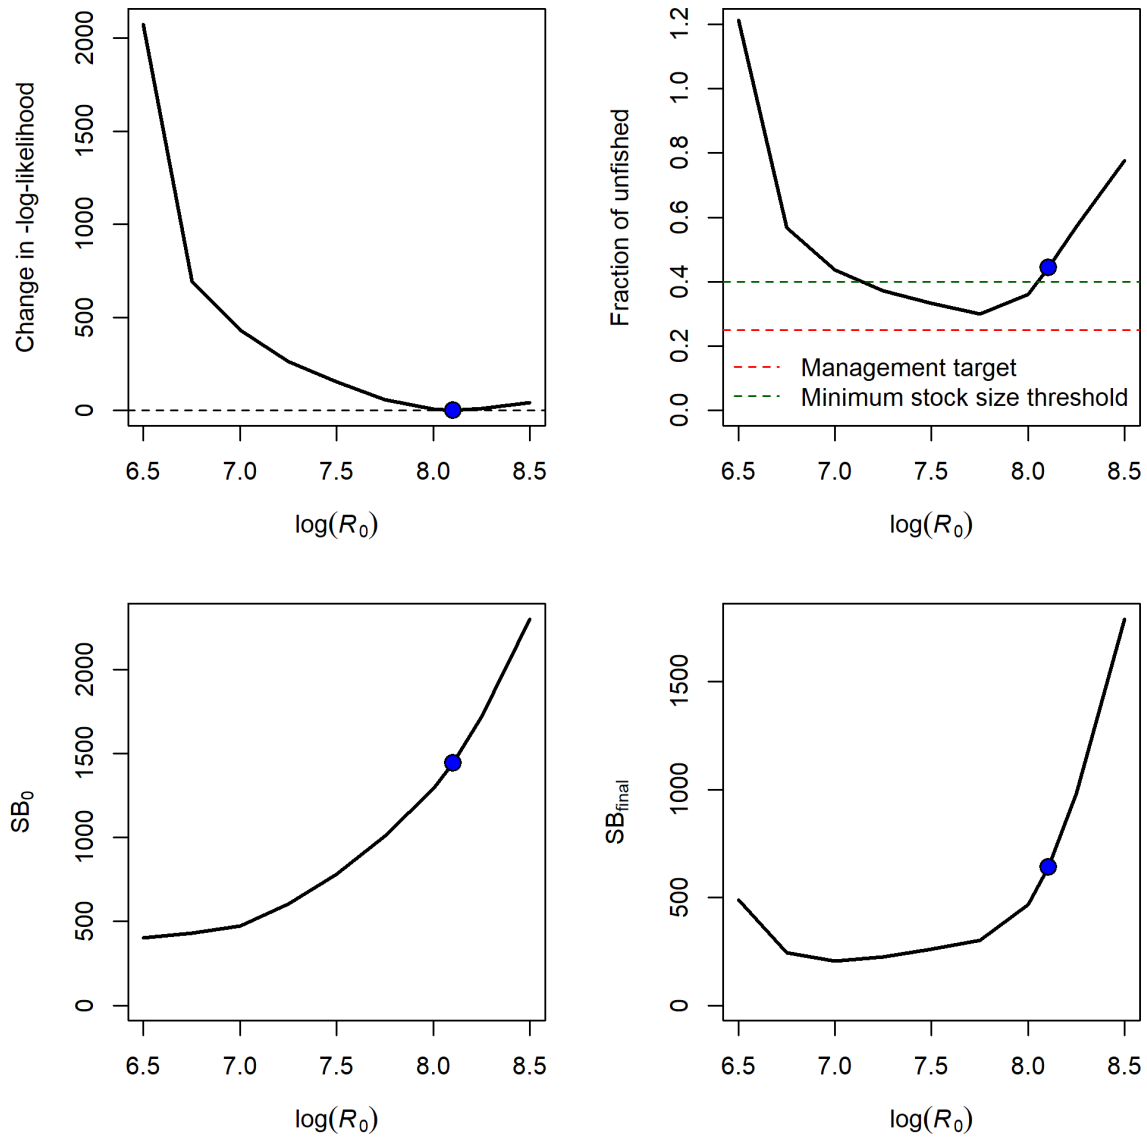 Change in -log-likelihood
0 500 1000 1500 2000
6.5 7.0 7.5 8.0 8.5
log(R0)
Fraction of unfished
0.0 0.2 0.4 0.6 0.8 1.0 1.2
Management target
Minimum stock size threshold
6.5 7.0 7.5 8.0 8.5
log(R0)
SB0
0 500 1000 1500 2000
6.5 7.0 7.5 8.0 8.5
log(R0)
SBfinal
0 500 1000 1500
6.5 7.0 7.5 8.0 8.5
log(R0)